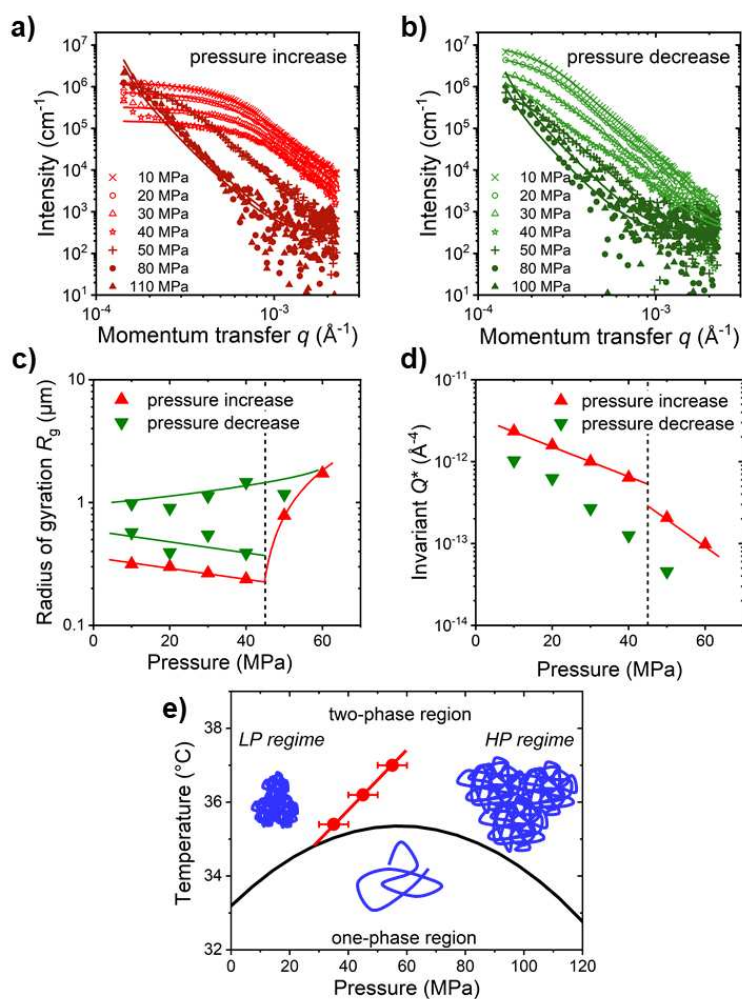 a)
pressure increase
Intensity (cm⁻¹)
10⁷
10⁶
10⁵
10⁴
10³
10²
10¹
10 MPa
20 MPa
30 MPa
40 MPa
50 MPa
80 MPa
110 MPa
10⁻⁴
10⁻³
Momentum transfer q (Å⁻¹)
b)
pressure decrease
Intensity (cm⁻¹)
10⁷
10⁶
10⁵
10⁴
10³
10²
10¹
10 MPa
20 MPa
30 MPa
40 MPa
50 MPa
80 MPa
100 MPa
10⁻⁴
10⁻³
Momentum transfer q (Å⁻¹)
c)
Radius of gyration Rg (µm)
10
1
0.1
pressure increase
pressure decrease
0
20
40
60
Pressure (MPa)
d)
Invariant Q* (Å⁻⁴)
10⁻¹¹
10⁻¹²
10⁻¹³
10⁻¹⁴
pressure increase
pressure decrease
0
20
40
60
Pressure (MPa)
e)
Temperature (°C)
38
36
34
32
two-phase region
LP regime
HP regime
one-phase region
0
20
40
60
80
100
120
Pressure (MPa)